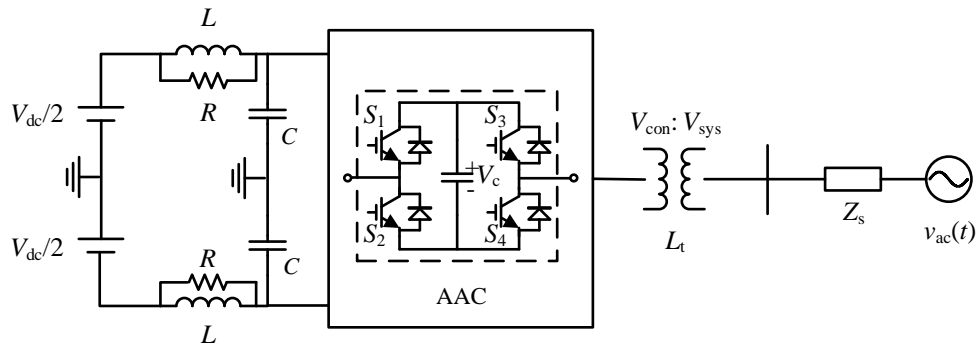 L
R
V_dc/2
C
S_1
S_3
+
V_c
-
S_2
S_4
AAC
V_con: V_sys
L_t
Z_s
v_ac(t)
V_dc/2
R
C
L